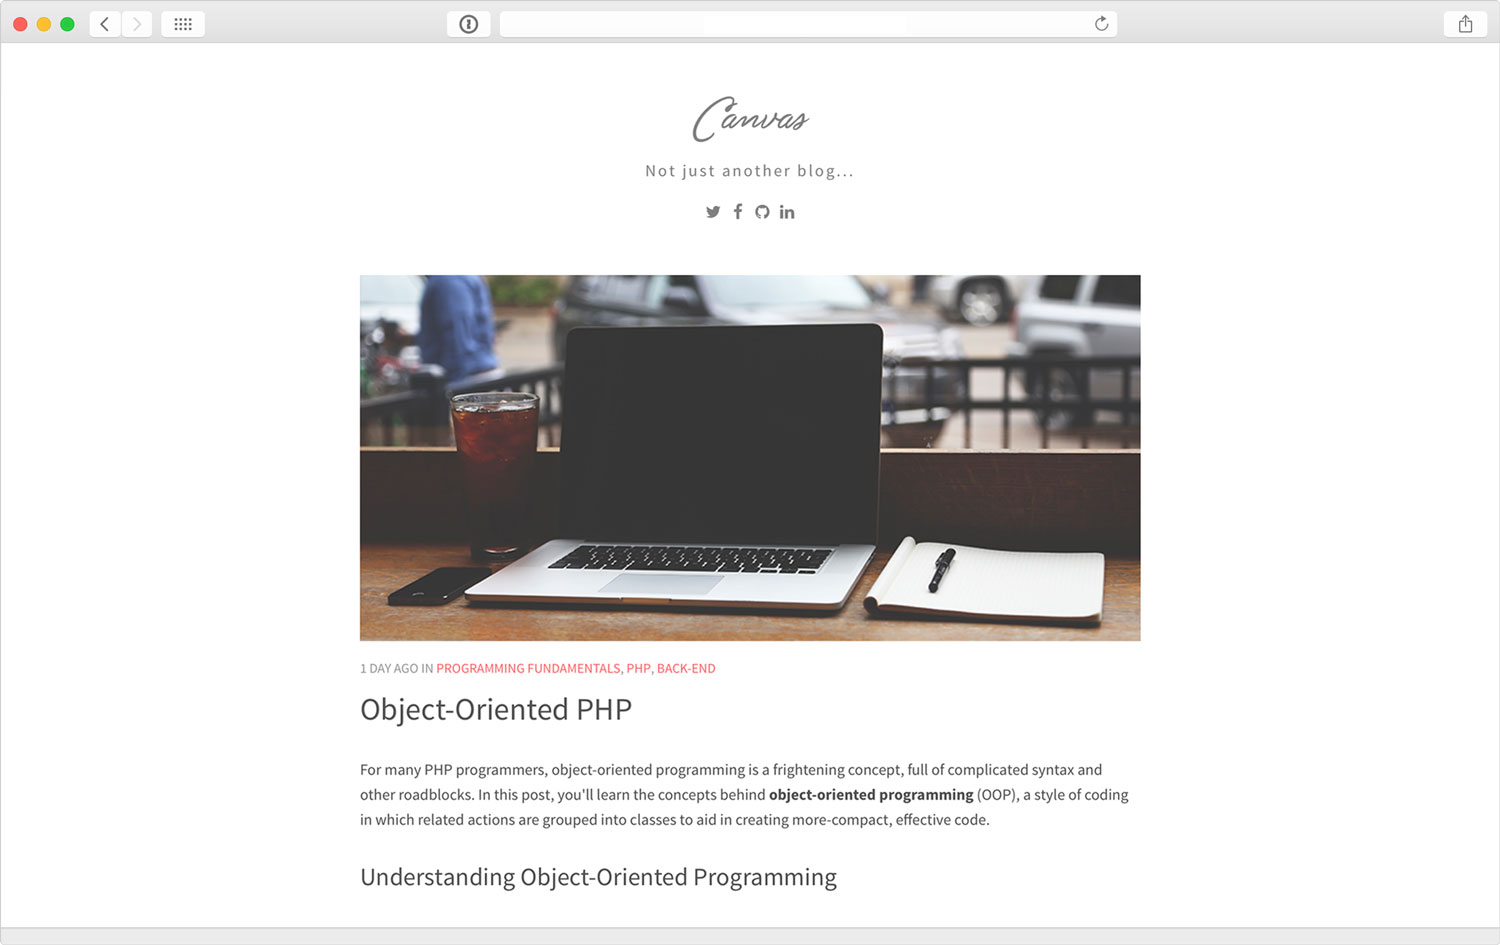 Canvas
Not just another blog...
1 DAY AGO IN PROGRAMMING FUNDAMENTALS, PHP, BACK-END
Object-Oriented PHP
For many PHP programmers, object-oriented programming is a frightening concept, full of complicated syntax and
other roadblocks. In this post, you'll learn the concepts behind object-oriented programming (OOP), a style of coding
in which related actions are grouped into classes to aid in creating more-compact, effective code.
Understanding Object-Oriented Programming